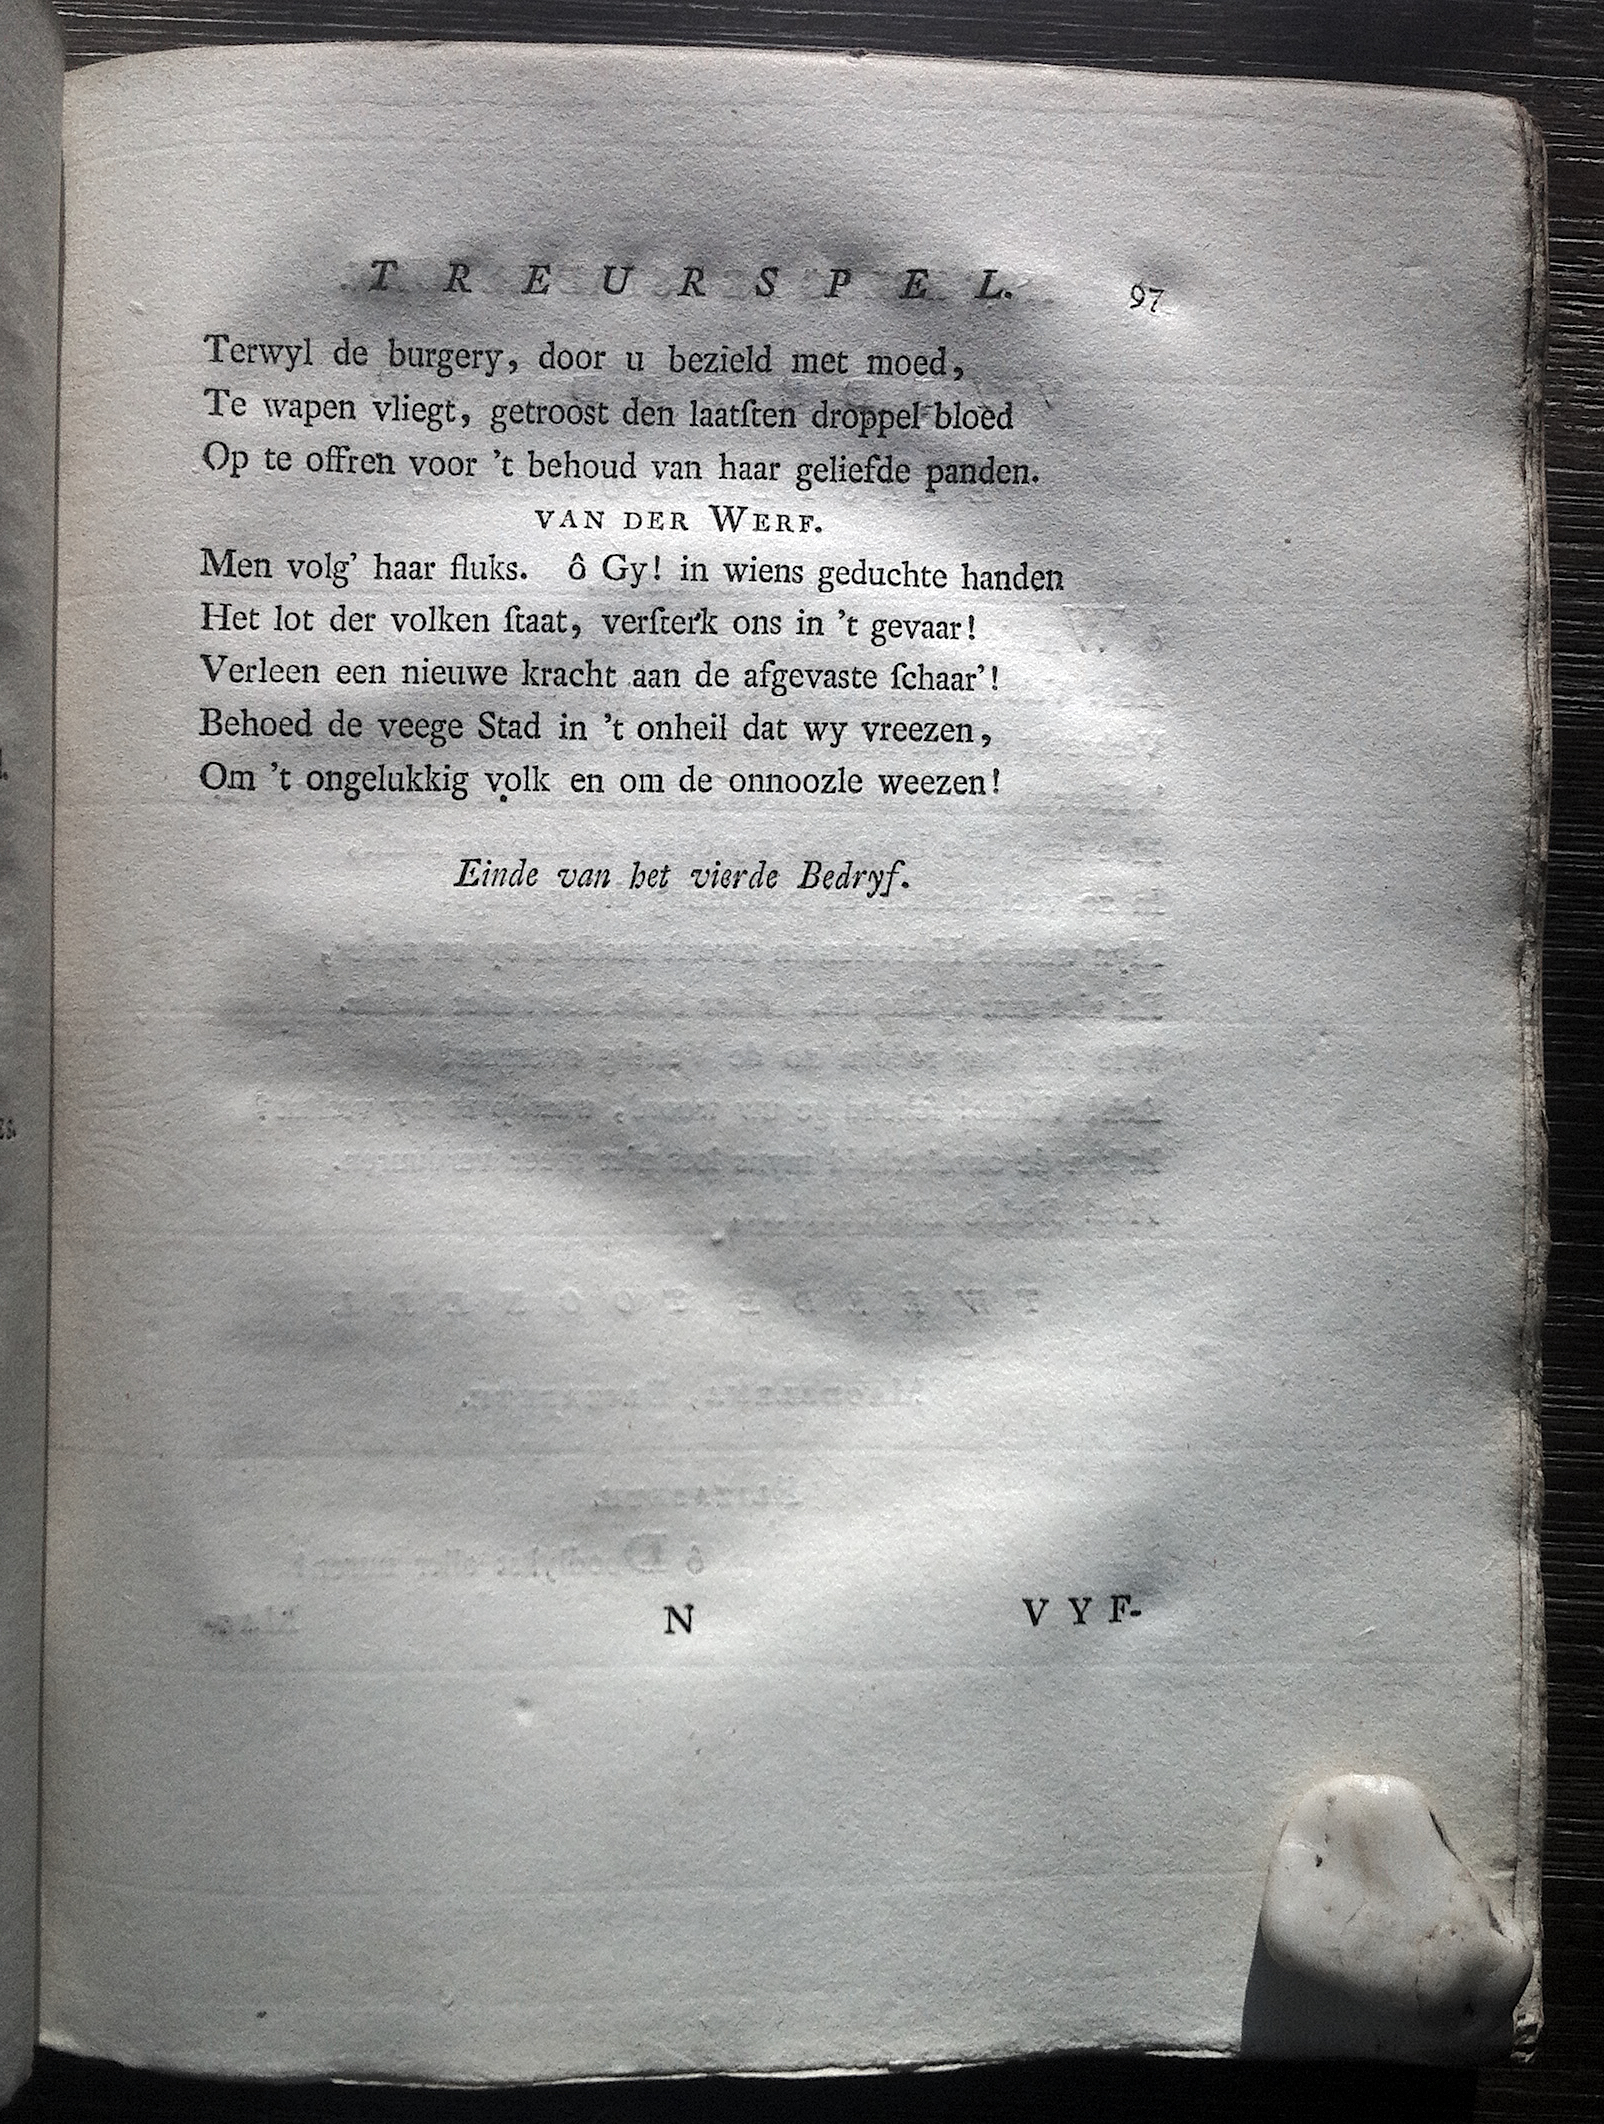 TREURSPEL. 97
Terwyl de burgery, door u bezield met moed,
Te wapen vliegt, getroost den laatſten droppel bloed
Op te offren voor 't behoud van haar geliefde panden.
VAN DER WERF.
Men volg' haar fluks. ô Gy! in wiens geduchte handen
Het lot der volken ſtaat, verſterk ons in 't gevaar!
Verleen een nieuwe kracht aan de afgevaste ſchaar'!
Behoed de veege Stad in 't onheil dat wy vreezen,
Om 't ongelukkig volk en om de onnoozle weezen!
Einde van het vierde Bedryf.
N VYF-